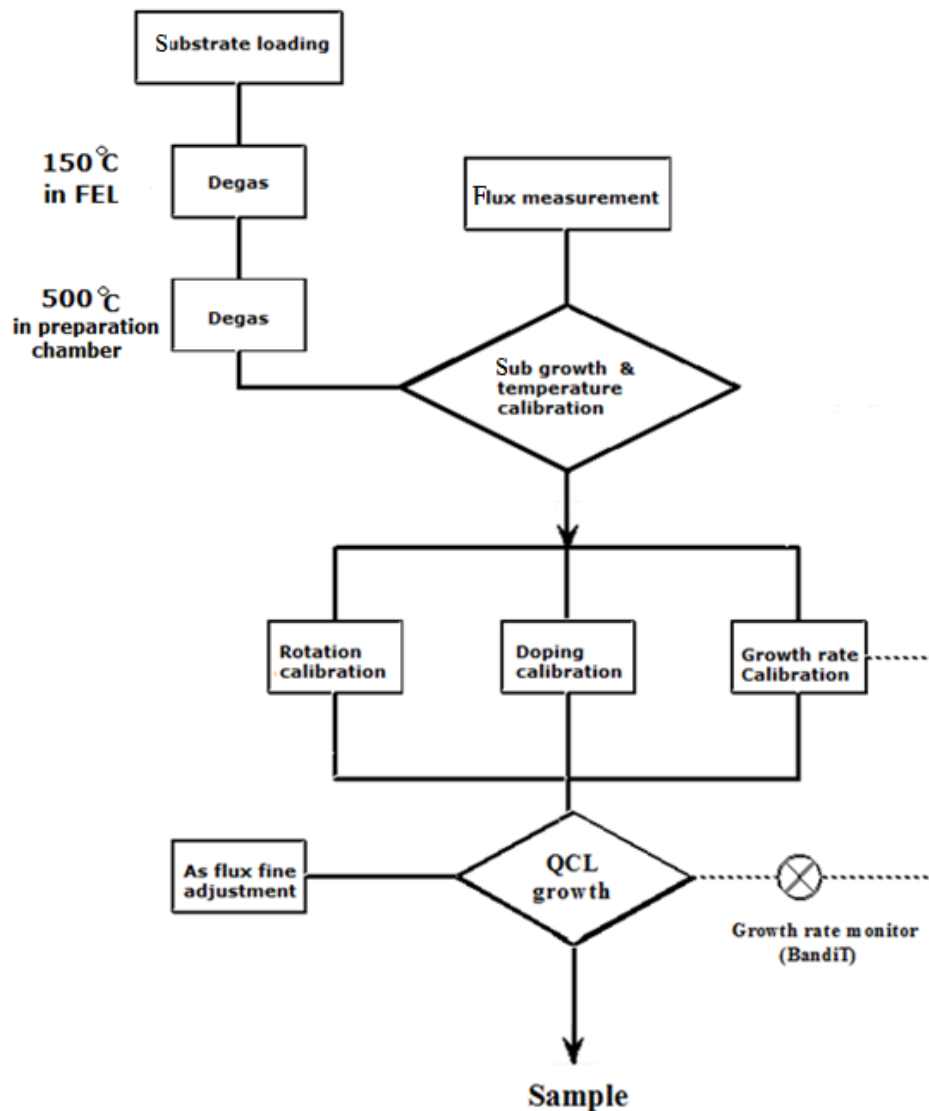 Substrate loading
150°C
in FEL
Degas
Flux measurement
500°C
in preparation
chamber
Degas
Sub growth &
temperature
calibration
Rotation
calibration
Doping
calibration
Growth rate
Calibration
As flux fine
adjustment
QCL
growth
Growth rate monitor
(BandiT)
Sample